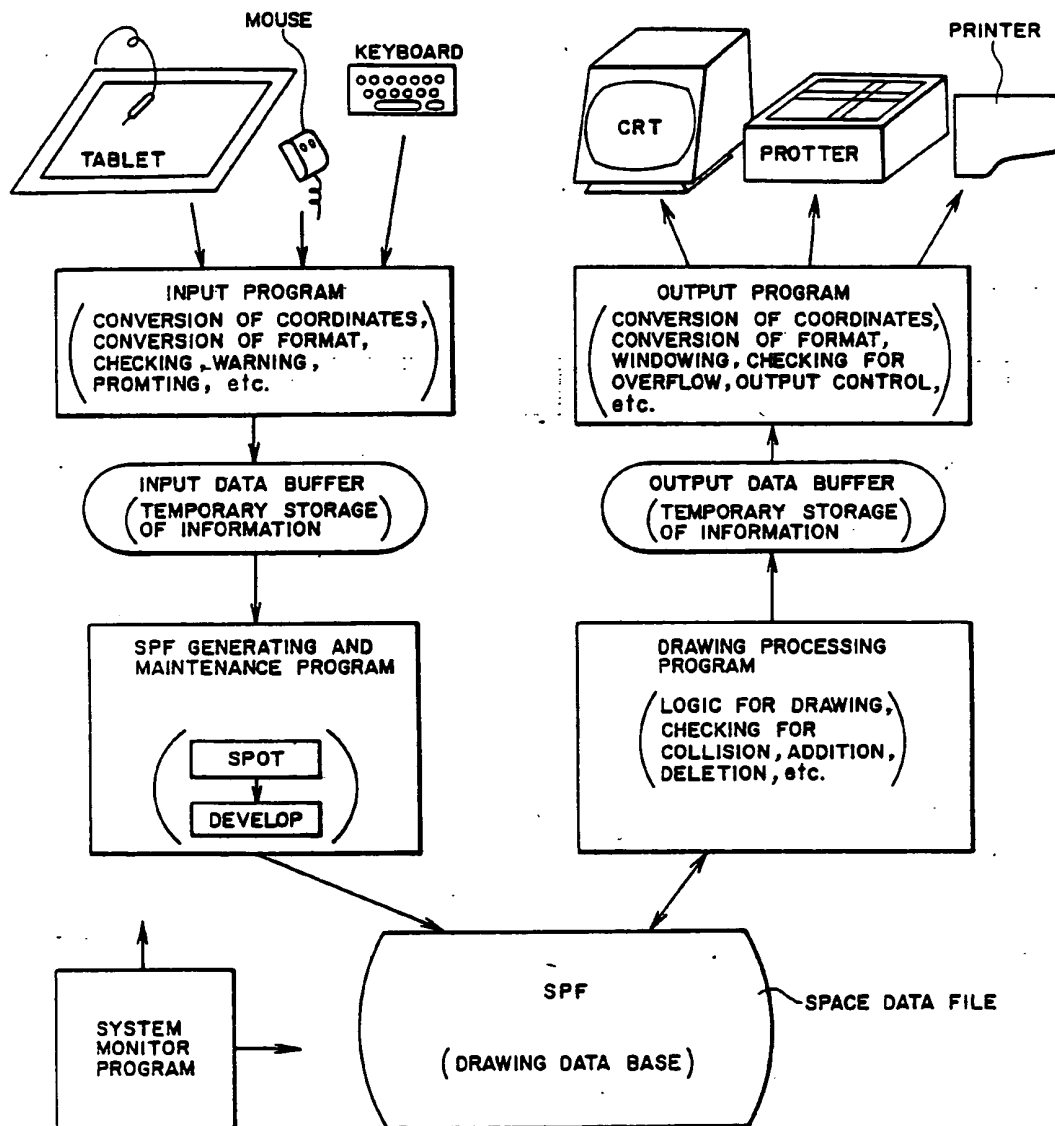 MOUSE
KEYBOARD
TABLET
PRINTER
CRT
PROTTER
INPUT PROGRAM
(CONVERSION OF COORDINATES,
CONVERSION OF FORMAT,
CHECKING, WARNING,
PROMTING, etc.)
OUTPUT PROGRAM
(CONVERSION OF COORDINATES,
CONVERSION OF FORMAT,
WINDOWING, CHECKING FOR
OVERFLOW, OUTPUT CONTROL,
etc.)
INPUT DATA BUFFER
(TEMPORARY STORAGE
OF INFORMATION)
OUTPUT DATA BUFFER
(TEMPORARY STORAGE
OF INFORMATION)
SPF GENERATING AND
MAINTENANCE PROGRAM
SPOT
DEVELOP
DRAWING PROCESSING
PROGRAM
(LOGIC FOR DRAWING,
CHECKING FOR
COLLISION, ADDITION,
DELETION, etc.)
SYSTEM
MONITOR
PROGRAM
SPF
(DRAWING DATA BASE)
SPACE DATA FILE